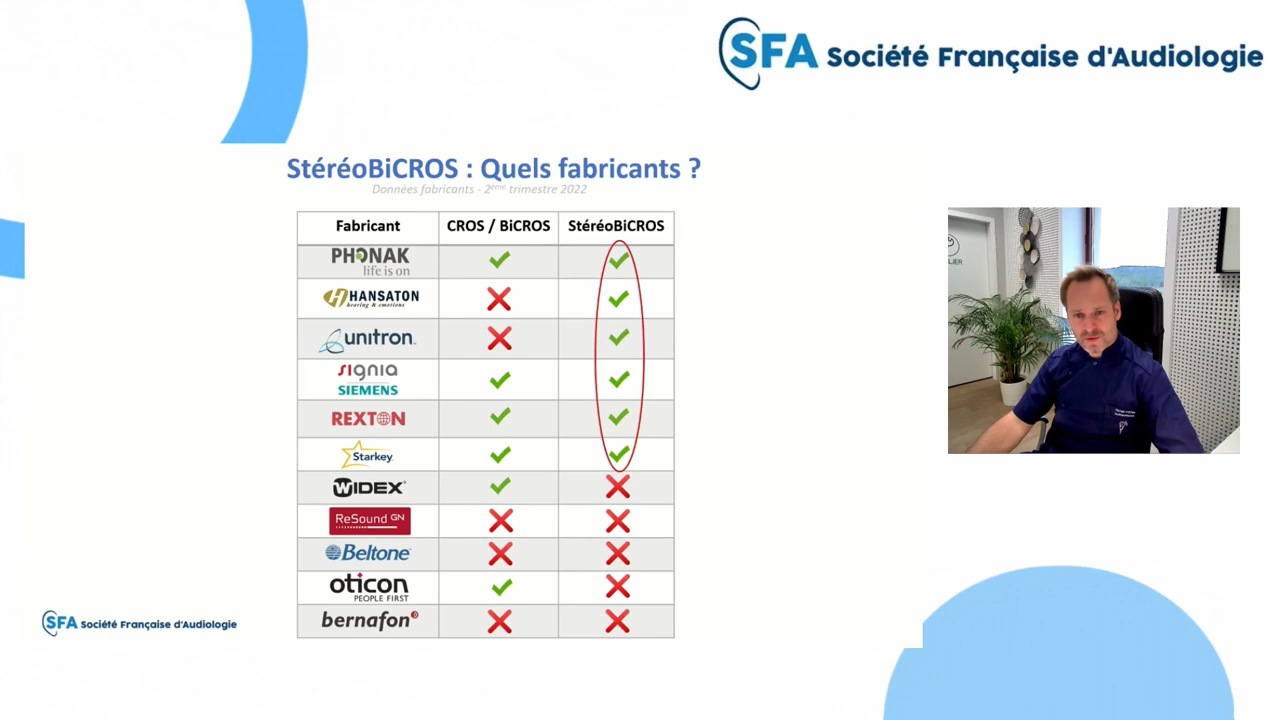 SFA Société Française d'Audiologie
StéréoBiCROS : Quels fabricants ?
Données fabricants - 2ème trimestre 2022
Fabricant CROS / BiCROS StéréoBiCROS
PHONAK
life is on
HANSATON
hearing & emotions
unitron
signia
SIEMENS
REXTON
Starkey
WIDEX
ReSound GN
Beltone
oticon
PEOPLE FIRST
bernafon
SFA Société Française d'Audiologie
LIER